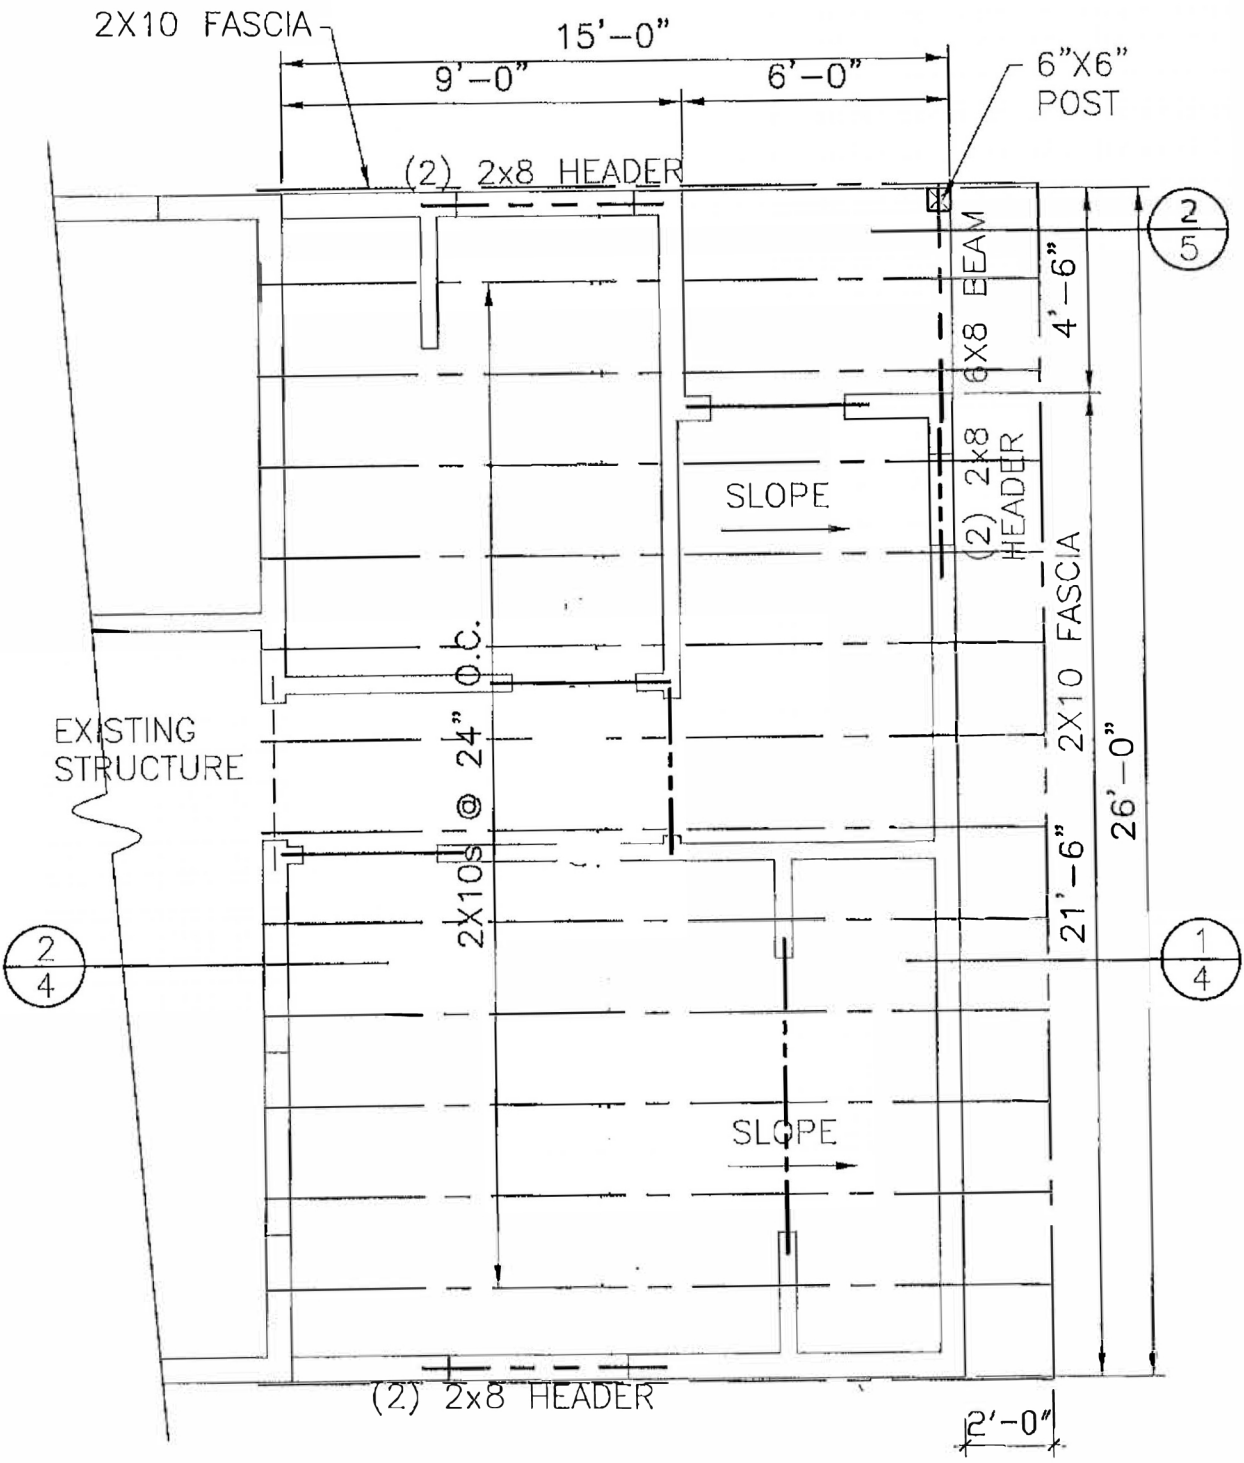 2X10 FASCIA
15'-0"
9'-0"
6'-0"
6"X6"
POST
(2) 2x8 HEADER
2
5
6X8 BEAM
4'-6"
(2) 2x8
HEADER
SLOPE
2X10 FASCIA
2X10s @ 24" O.C.
EXISTING
STRUCTURE
26'-0"
21'-6"
2
4
1
4
SLOPE
(2) 2x8 HEADER
2'-0"